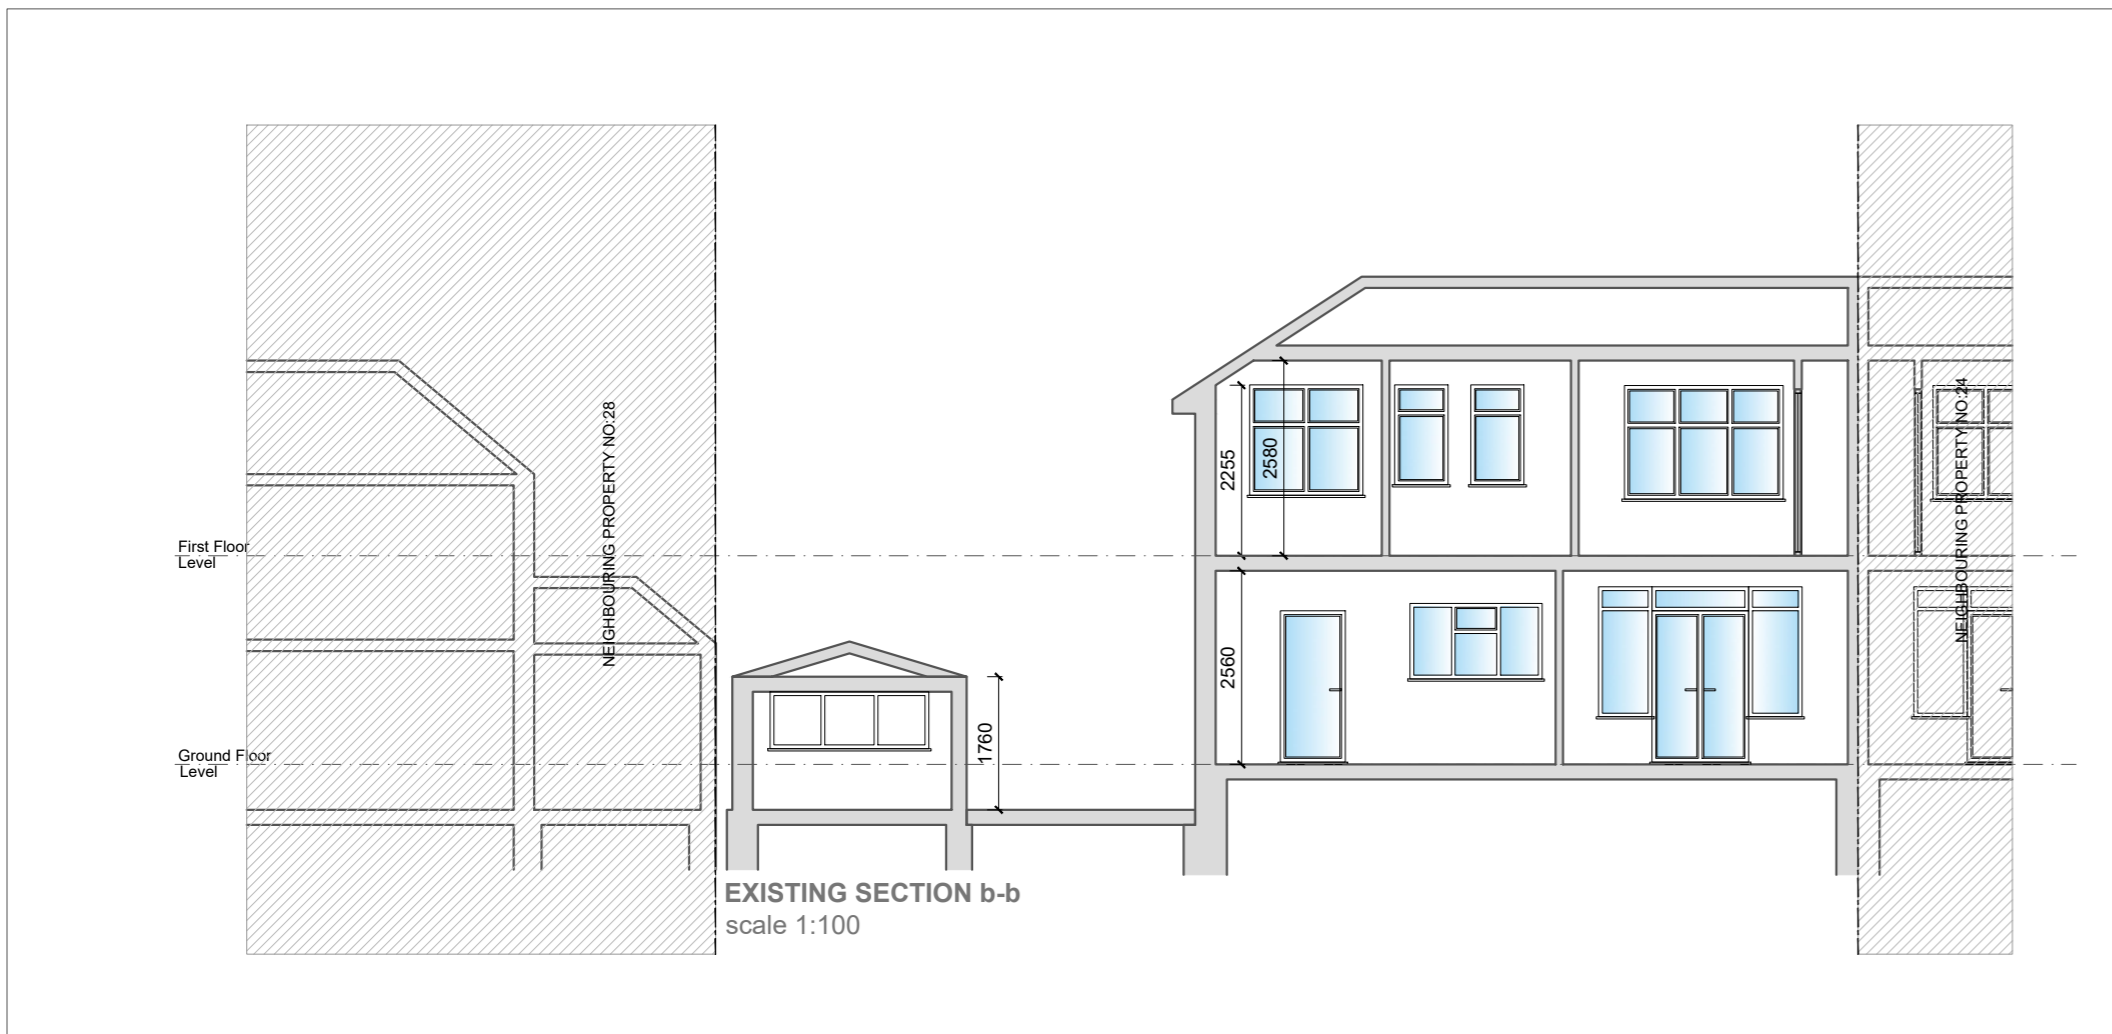 NEIGHBOURING PROPERTY NO:28
NEIGHBOURING PROPERTY NO:24
2255
2580
First Floor
Level
2560
1760
Ground Floor
Level
EXISTING SECTION b-b
scale 1:100